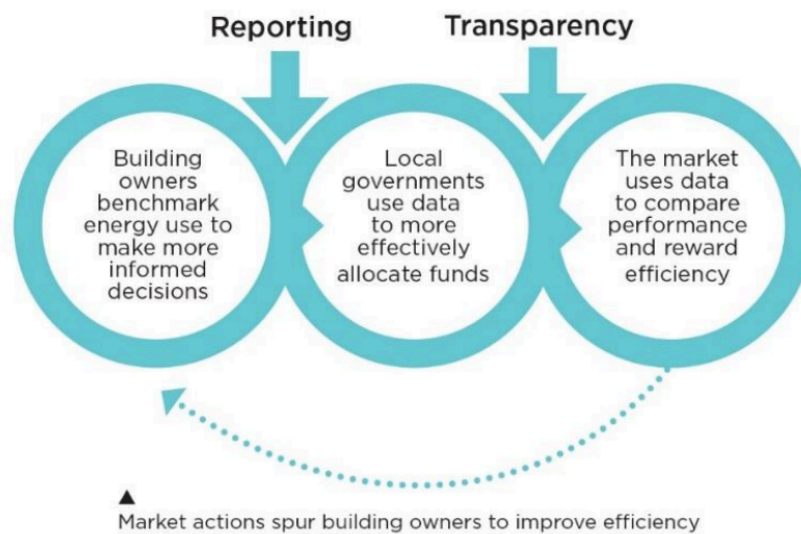 Reporting
Transparency
Building
owners
benchmark
energy use to
make more
informed
decisions
Local
governments
use data
to more
effectively
allocate funds
The market
uses data
to compare
performance
and reward
efficiency
Market actions spur building owners to improve efficiency